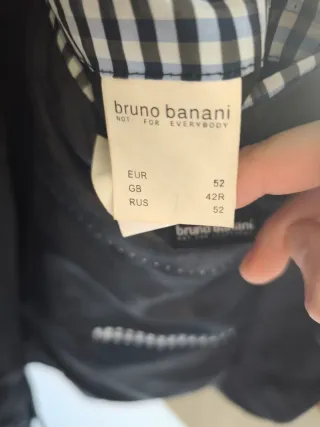 bruno banani
NOT FOR EVERYBODY
EUR 52
GB 42R
RUS 52
bruno banani